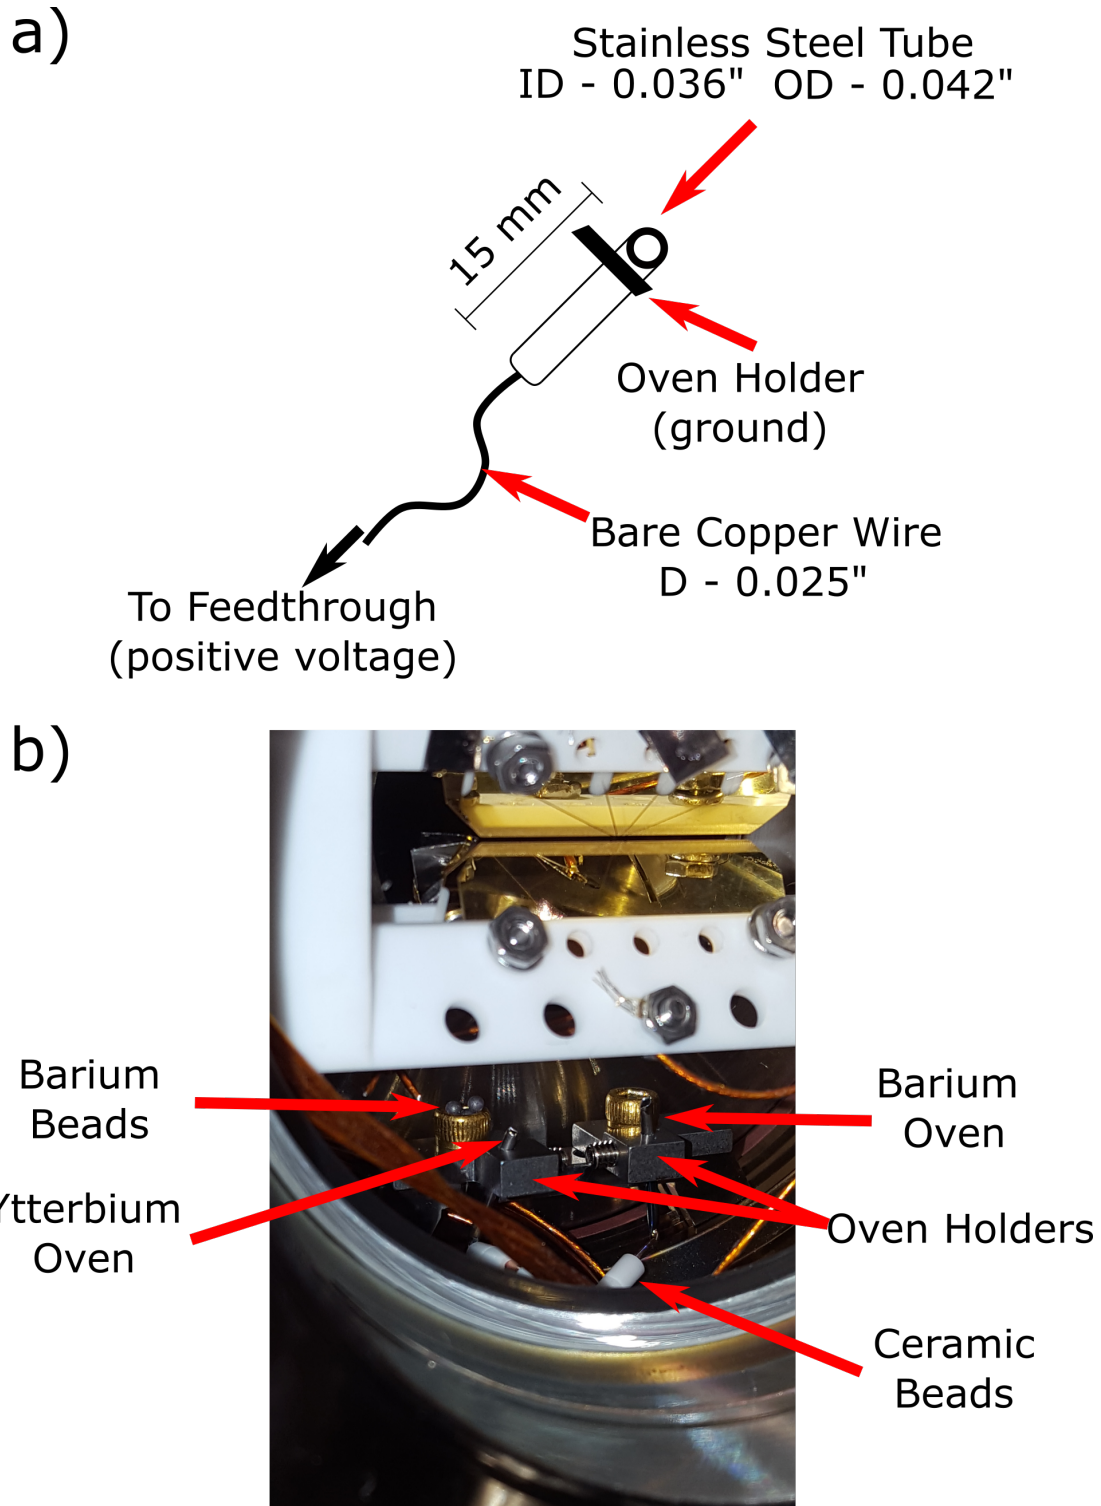 a)
Stainless Steel Tube
ID - 0.036" OD - 0.042"
15 mm
Oven Holder
(ground)
Bare Copper Wire
D - 0.025"
To Feedthrough
(positive voltage)
b)
Barium
Beads
Barium
Oven
Ytterbium
Oven
Oven Holders
Ceramic
Beads